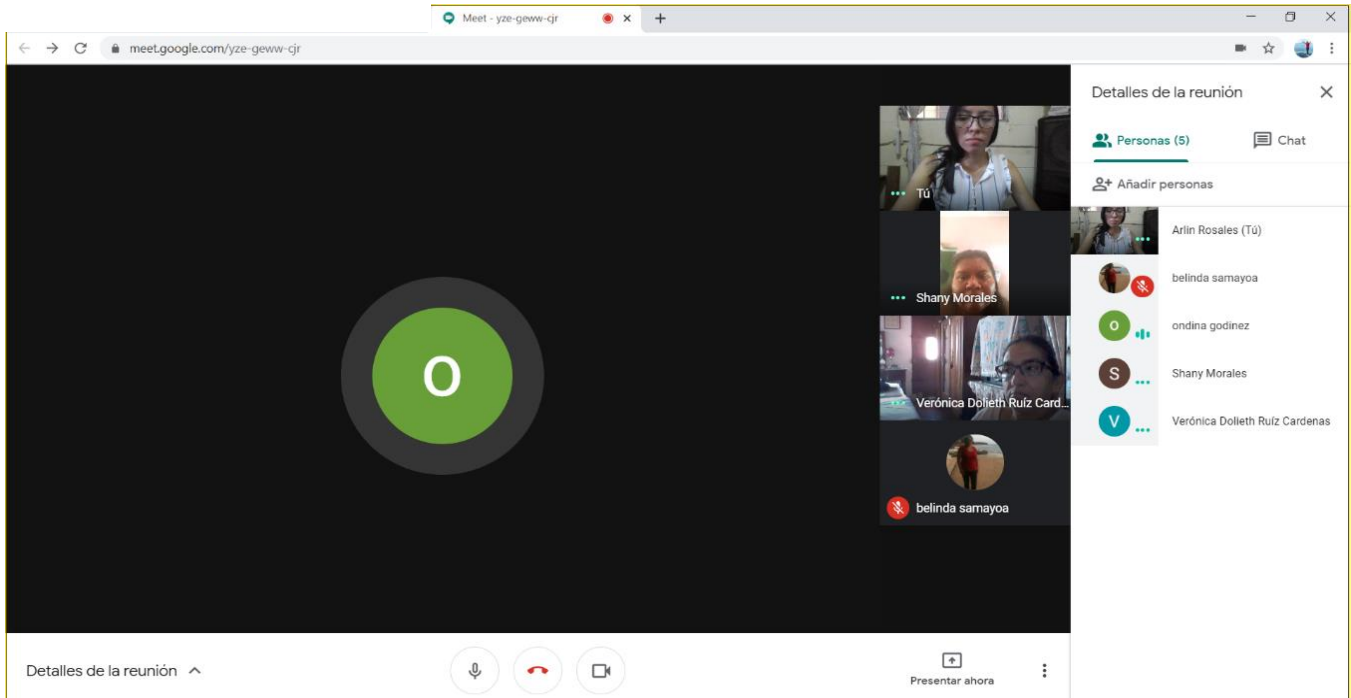 Meet - yze-geww-cjr
meet.google.com/yze-geww-cjr
O
Tú
Shany Morales
Verónica Dolieth Ruíz Card...
belinda samayoa
Detalles de la reunión
Personas (5)
Chat
Añadir personas
Arlin Rosales (Tú)
belinda samayoa
O
ondina godinez
S
Shany Morales
V
Verónica Dolieth Ruíz Cardenas
Detalles de la reunión
Presentar ahora